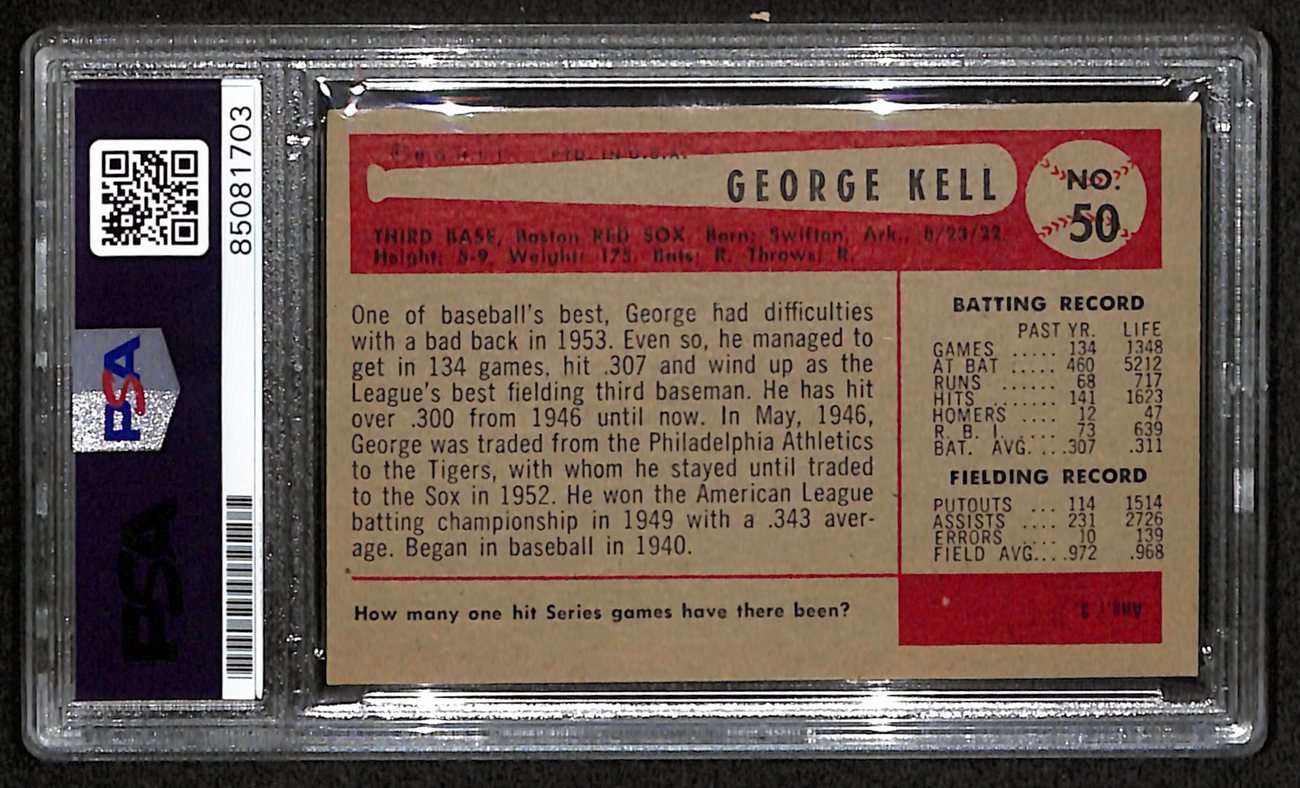 85081703
PSA
PSA
GEORGE KELL
NO.
50
THIRD BASE, Boston RED SOX. Born: Swifton, Ark., 8/23/22
Height: 5-9. Weight: 175. Bats: R. Throws: R.
One of baseball's best, George had difficulties
with a bad back in 1953. Even so, he managed to
get in 134 games, hit .307 and wind up as the
League's best fielding third baseman. He has hit
over .300 from 1946 until now. In May, 1946,
George was traded from the Philadelphia Athletics
to the Tigers, with whom he stayed until traded
to the Sox in 1952. He won the American League
batting championship in 1949 with a .343 aver-
age. Began in baseball in 1940.
How many one hit Series games have there been?
BATTING RECORD
PAST YR. LIFE
GAMES ..... 134 1348
AT BAT ..... 460 5212
RUNS ...... 68 717
HITS ....... 141 1623
HOMERS .... 12 47
R. B. I. .... 73 639
BAT. AVG. ...307 .311
FIELDING RECORD
PUTOUTS ... 114 1514
ASSISTS .... 231 2726
ERRORS .... 10 139
FIELD AVG....972 .968
Ans.: 3.